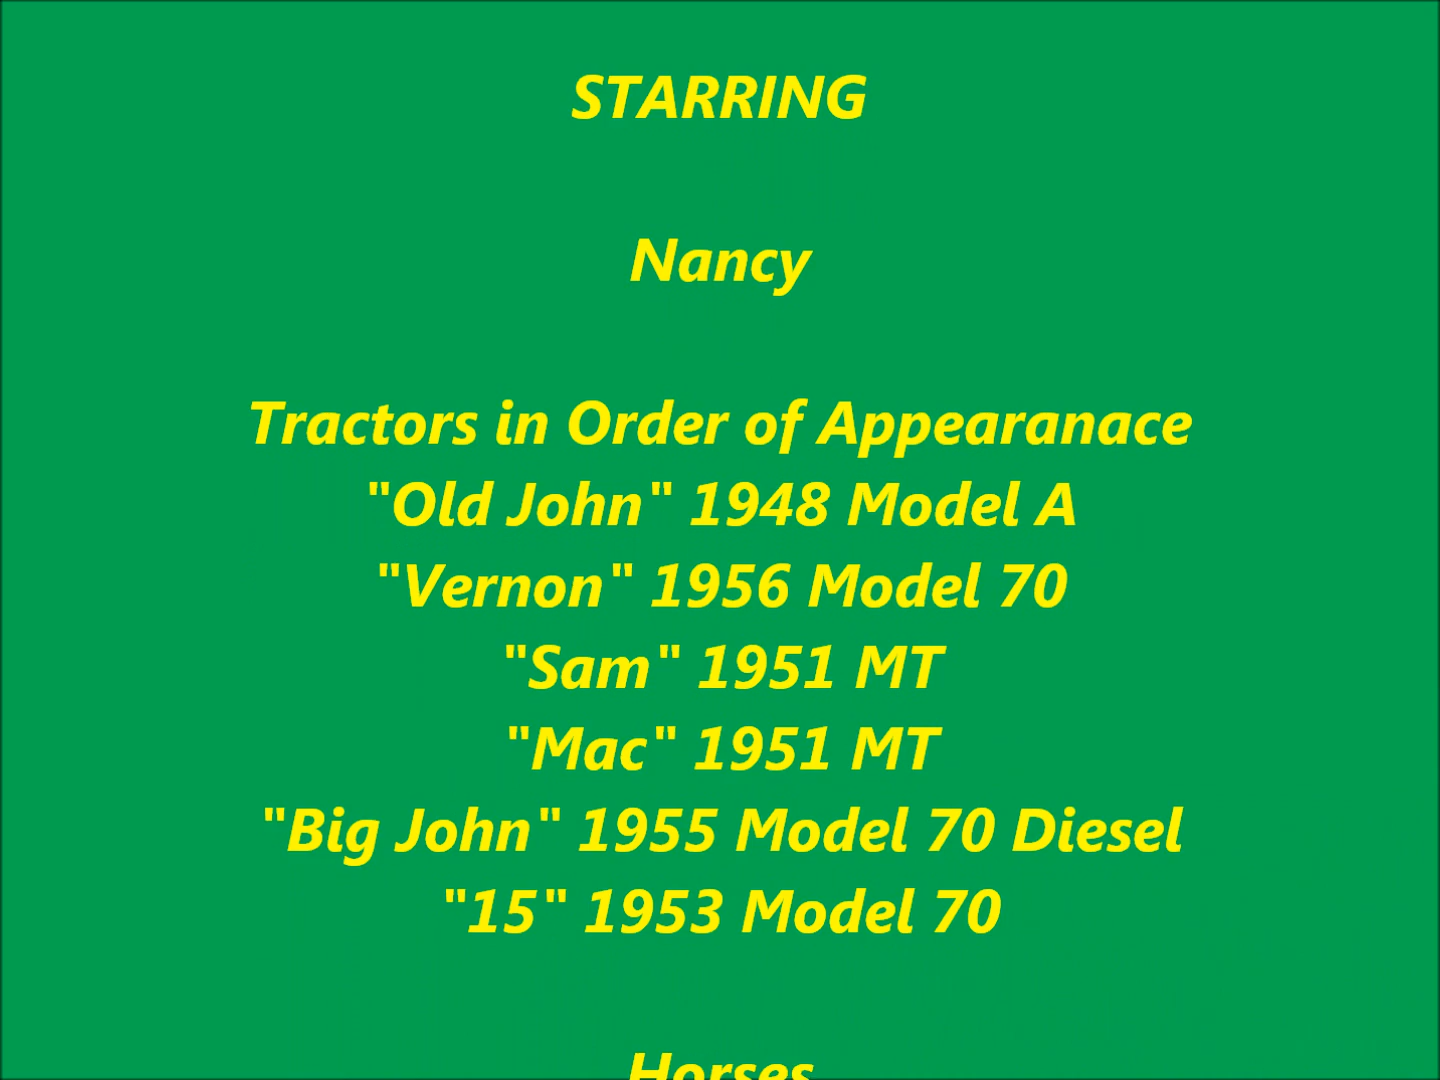 STARRING
Nancy
Tractors in Order of Appearanace
"Old John" 1948 Model A
"Vernon" 1956 Model 70
"Sam" 1951 MT
"Mac" 1951 MT
"Big John" 1955 Model 70 Diesel
"15" 1953 Model 70
Horses